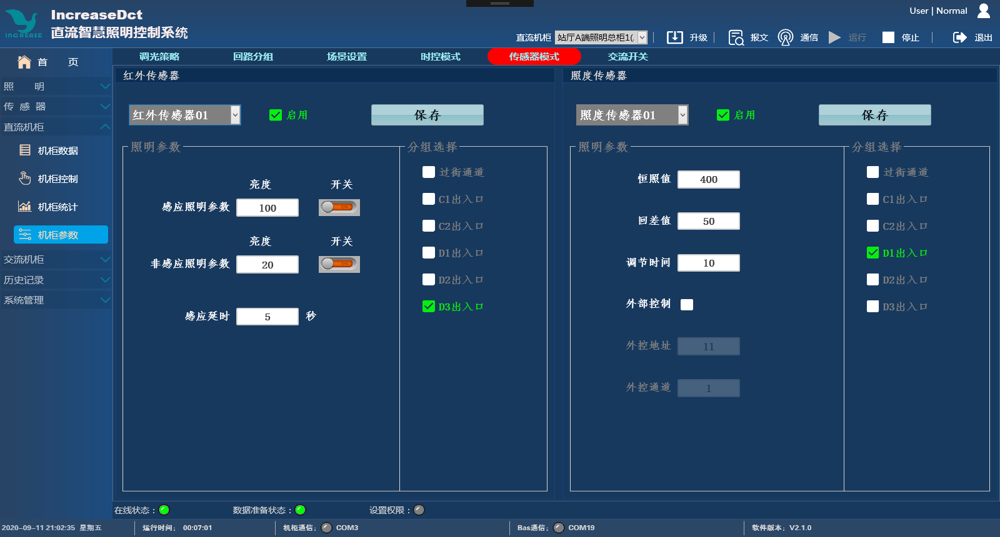 IncreaseDct
直流智慧照明控制系统
INCREASE
User | Normal
直流机柜 站厅A端照明总柜1(. 升级 报文 通信 运行 停止 退出
首 页
照 明
传 感 器
直流机柜
机柜数据
机柜控制
机柜统计
机柜参数
交流机柜
历史记录
系统管理
调光策略 回路分组 场景设置 时控模式 传感器模式 交流开关
红外传感器
红外传感器01 启用 保存
照明参数
亮度 开关
感应照明参数 100 ON
亮度 开关
非感应照明参数 20 ON
感应延时 5 秒
分组选择
过街通道
C1出入口
C2出入口
D1出入口
D2出入口
D3出入口
照度传感器
照度传感器01 启用 保存
照明参数
恒照值 400
回差值 50
调节时间 10
外部控制
外控地址 11
外控通道 1
分组选择
过街通道
C1出入口
C2出入口
D1出入口
D2出入口
D3出入口
在线状态： 数据准备状态： 设置权限：
2020-09-11 21:02:35 星期五 运行时间： 00:07:01 机柜通信： COM3 Bas通信： COM19 软件版本：V2.1.0